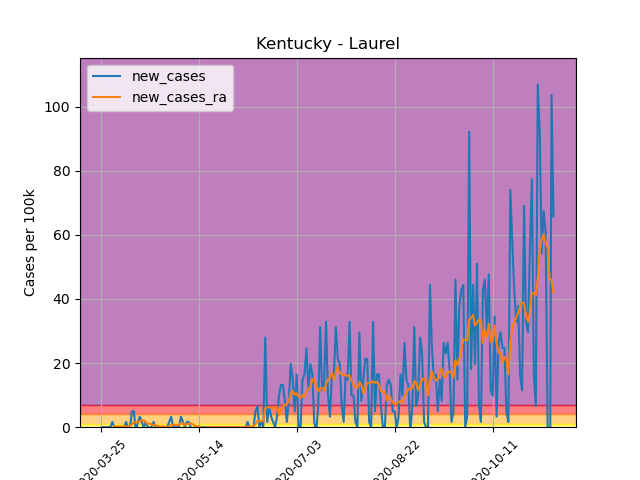 Kentucky - Laurel
new_cases
new_cases_ra
Cases per 100k
100
80
60
40
20
0
020-03-25
020-05-14
020-07-03
020-08-22
020-10-11